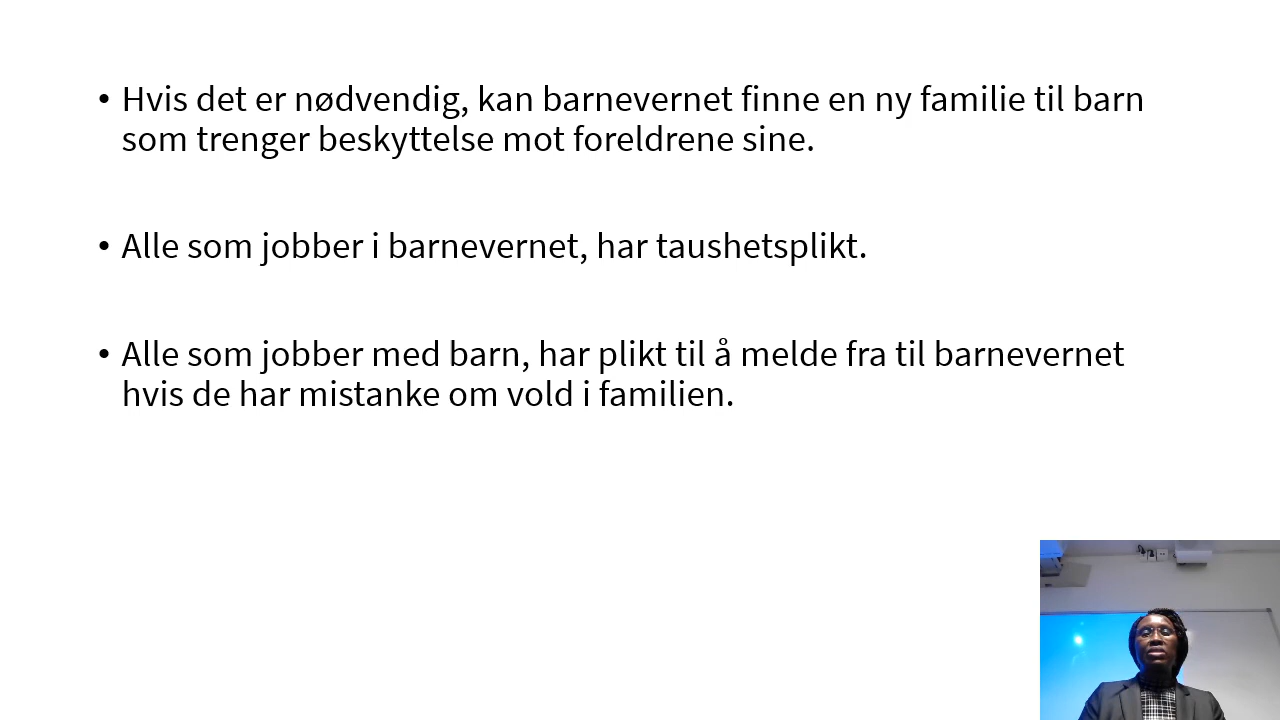 • Hvis det er nødvendig, kan barnevernet finne en ny familie til barn
som trenger beskyttelse mot foreldrene sine.
• Alle som jobber i barnevernet, har taushetsplikt.
• Alle som jobber med barn, har plikt til å melde fra til barnevernet
hvis de har mistanke om vold i familien.